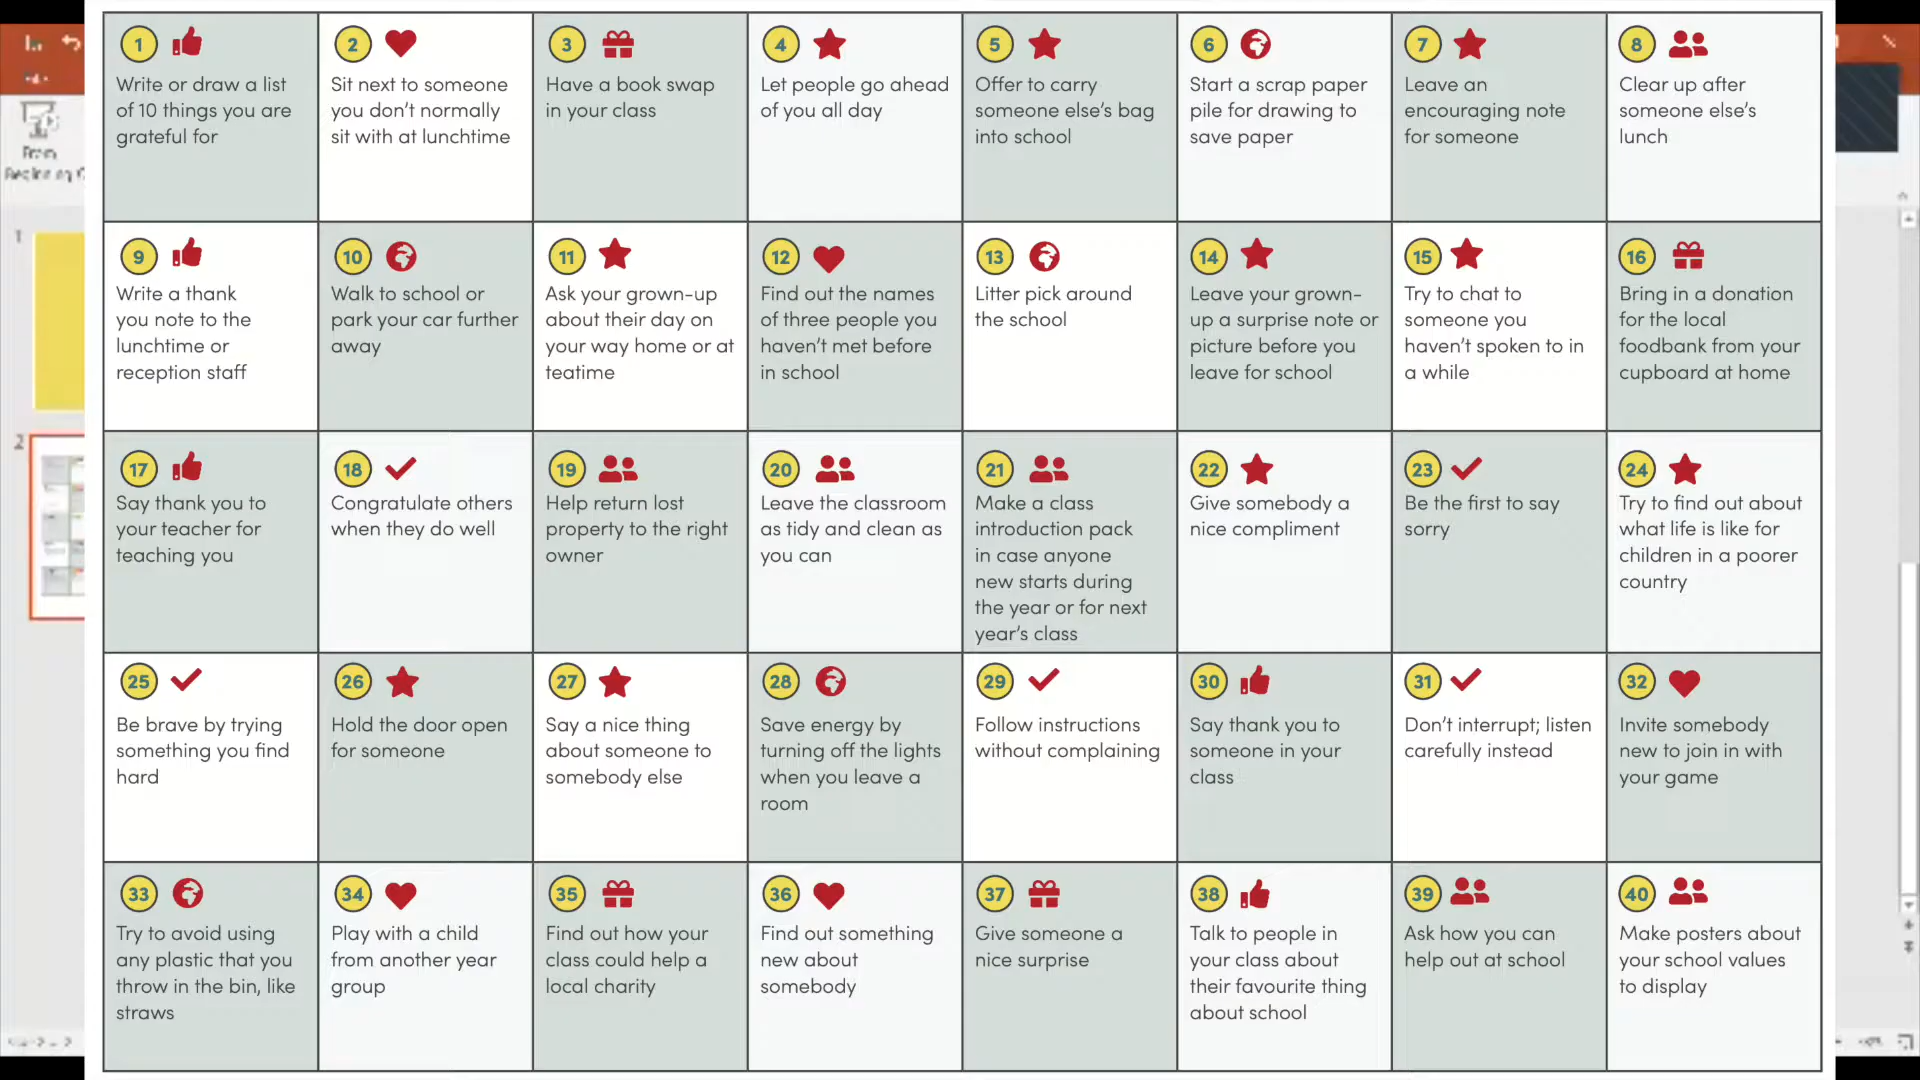 1
Write or draw a list
of 10 things you are
grateful for
2
Sit next to someone
you don't normally
sit with at lunchtime
3
Have a book swap
in your class
4
Let people go ahead
of you all day
5
Offer to carry
someone else's bag
into school
6
Start a scrap paper
pile for drawing to
save paper
7
Leave an
encouraging note
for someone
8
Clear up after
someone else's
lunch
9
Write a thank
you note to the
lunchtime or
reception staff
10
Walk to school or
park your car further
away
11
Ask your grown-up
about their day on
your way home or at
teatime
12
Find out the names
of three people you
haven't met before
in school
13
Litter pick around
the school
14
Leave your grown-
up a surprise note or
picture before you
leave for school
15
Try to chat to
someone you
haven't spoken to in
a while
16
Bring in a donation
for the local
foodbank from your
cupboard at home
17
Say thank you to
your teacher for
teaching you
18
Congratulate others
when they do well
19
Help return lost
property to the right
owner
20
Leave the classroom
as tidy and clean as
you can
21
Make a class
introduction pack
in case anyone
new starts during
the year or for next
year's class
22
Give somebody a
nice compliment
23
Be the first to say
sorry
24
Try to find out about
what life is like for
children in a poorer
country
25
Be brave by trying
something you find
hard
26
Hold the door open
for someone
27
Say a nice thing
about someone to
somebody else
28
Save energy by
turning off the lights
when you leave a
room
29
Follow instructions
without complaining
30
Say thank you to
someone in your
class
31
Don't interrupt; listen
carefully instead
32
Invite somebody
new to join in with
your game
33
Try to avoid using
any plastic that you
throw in the bin, like
straws
34
Play with a child
from another year
group
35
Find out how your
class could help a
local charity
36
Find out something
new about
somebody
37
Give someone a
nice surprise
38
Talk to people in
your class about
their favourite thing
about school
39
Ask how you can
help out at school
40
Make posters about
your school values
to display
From
Beginning
1
2